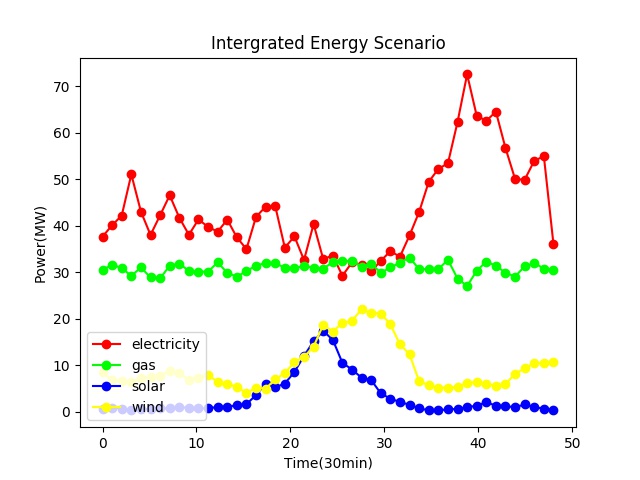 Intergrated Energy Scenario
Power(MW)
70
60
50
40
30
20
10
0
electricity
gas
solar
wind
0 10 20 30 40 50
Time(30min)